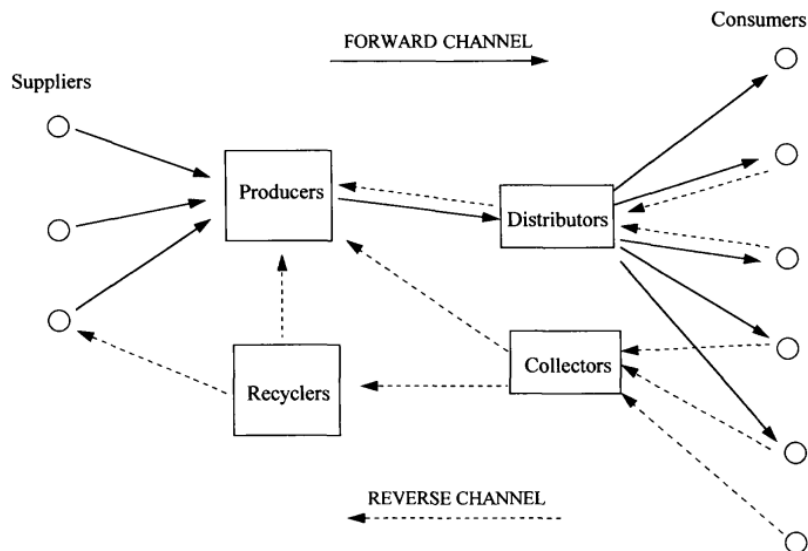 Consumers
FORWARD CHANNEL
Suppliers
Producers
Distributors
Collectors
Recyclers
REVERSE CHANNEL